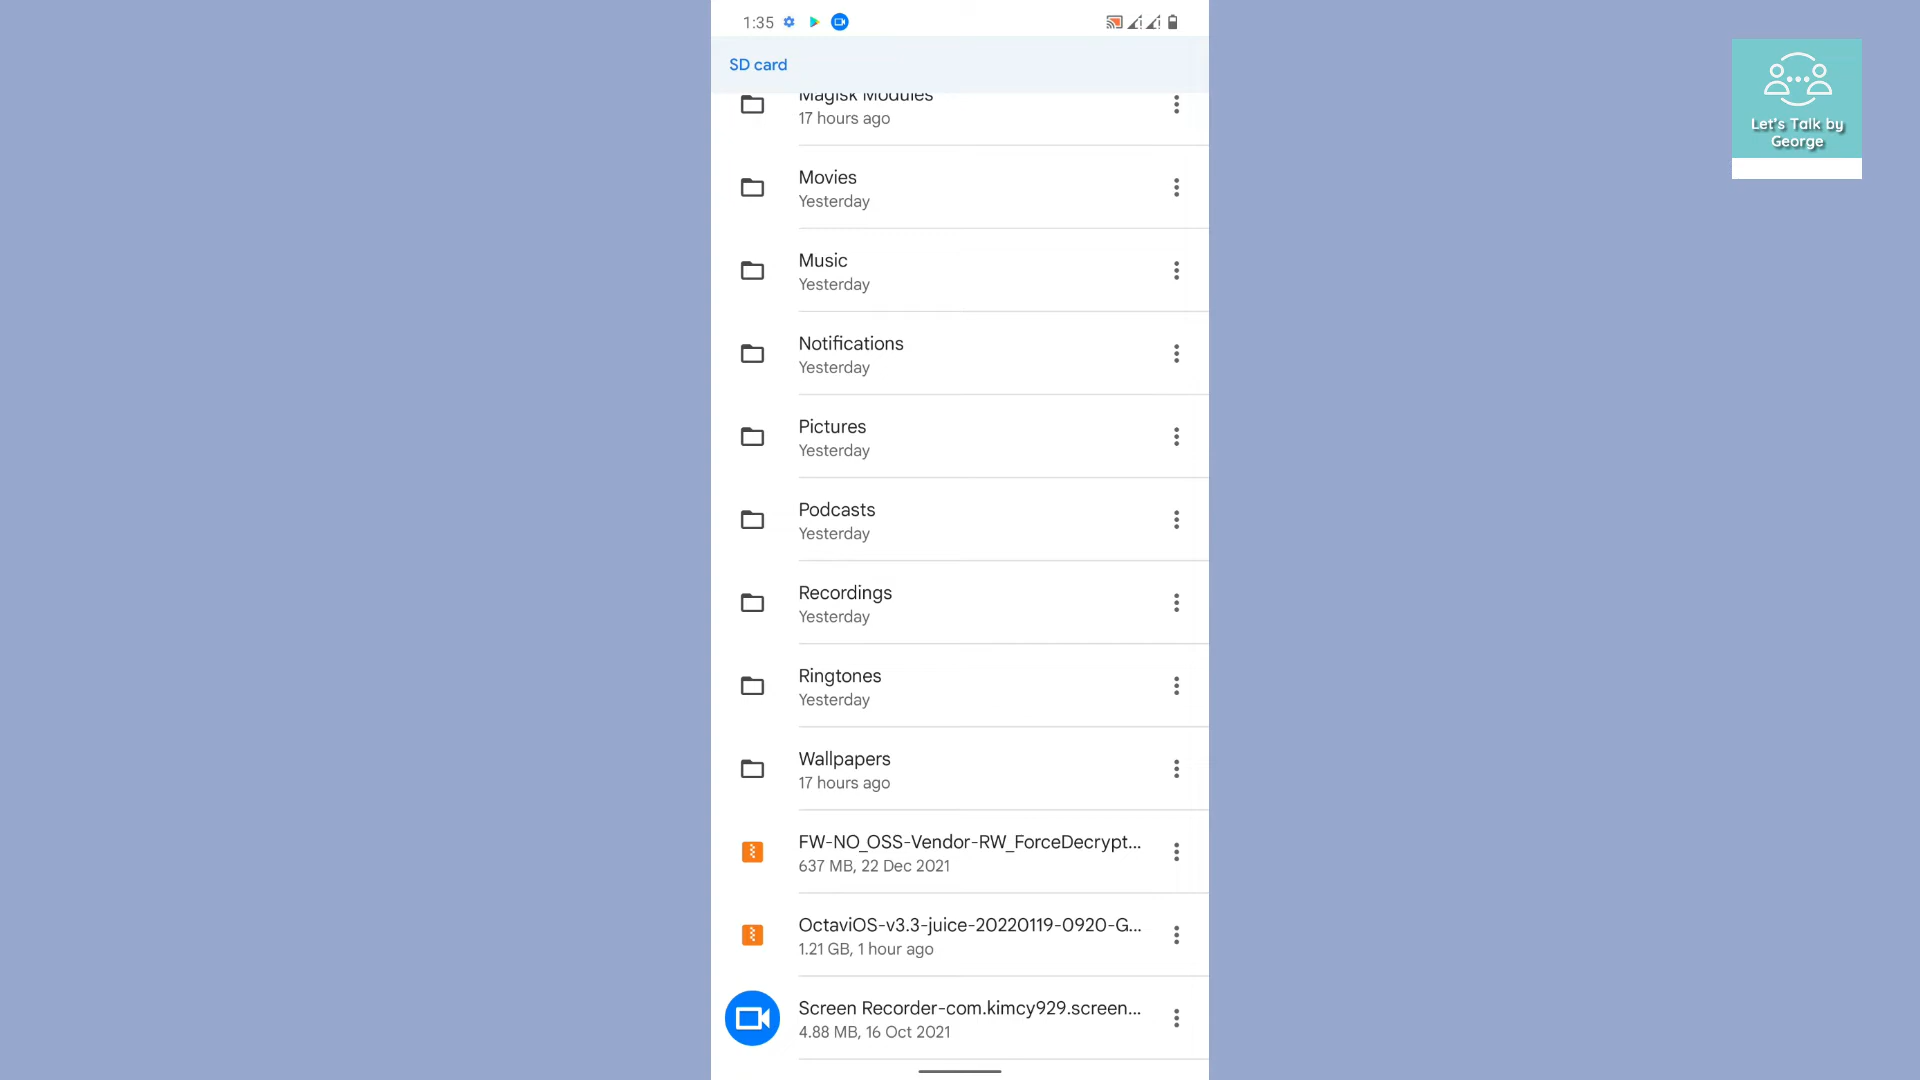 1:35
SD card
Magisk Modules
17 hours ago
Movies
Yesterday
Music
Yesterday
Notifications
Yesterday
Pictures
Yesterday
Podcasts
Yesterday
Recordings
Yesterday
Ringtones
Yesterday
Wallpapers
17 hours ago
FW-NO_OSS-Vendor-RW_ForceDecrypt...
637 MB, 22 Dec 2021
OctaviOS-v3.3-juice-20220119-0920-G...
1.21 GB, 1 hour ago
Screen Recorder-com.kimcy929.screen...
4.88 MB, 16 Oct 2021
Let's Talk by
George